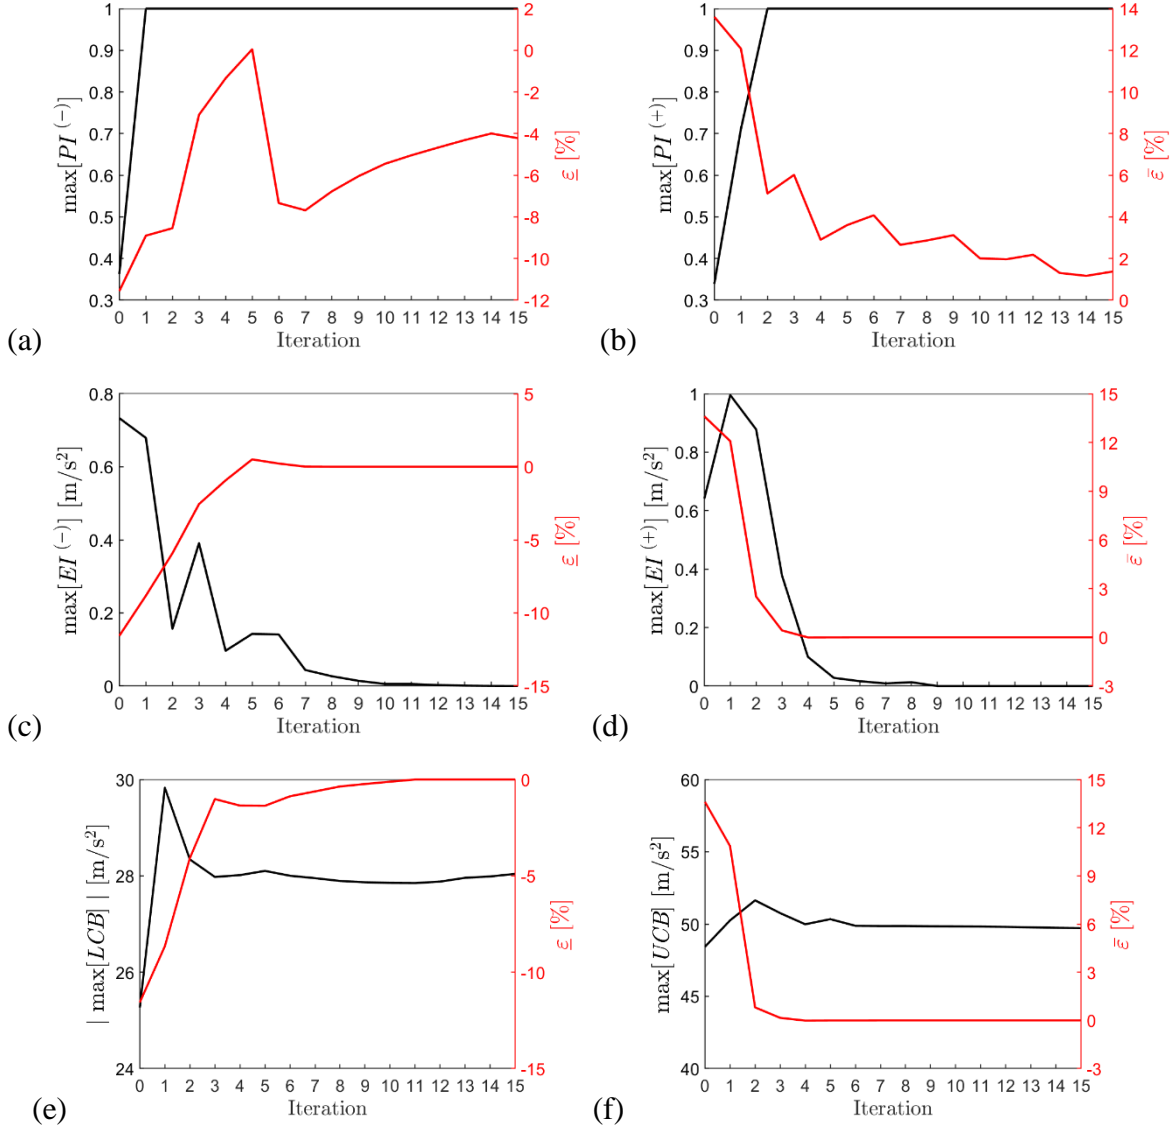 1
0.9
0.8
0.7
0.6
0.5
0.4
0.3
max[PI (−)]
2
0
-2
-4
-6
-8
-10
-12
ε [%]
0 1 2 3 4 5 6 7 8 9 10 11 12 13 14 15
Iteration
(a)
1
0.9
0.8
0.7
0.6
0.5
0.4
0.3
max[PI (+)]
14
12
10
8
6
4
2
0
ε̄ [%]
0 1 2 3 4 5 6 7 8 9 10 11 12 13 14 15
Iteration
(b)
0.8
0.6
0.4
0.2
0
max[EI (−)] [m/s²]
5
0
-5
-10
-15
ε [%]
0 1 2 3 4 5 6 7 8 9 10 11 12 13 14 15
Iteration
(c)
1
0.8
0.6
0.4
0.2
0
max[EI (+)] [m/s²]
15
12
9
6
3
0
-3
ε̄ [%]
0 1 2 3 4 5 6 7 8 9 10 11 12 13 14 15
Iteration
(d)
30
28
26
24
| max[LCB] | [m/s²]
0
-5
-10
-15
ε [%]
0 1 2 3 4 5 6 7 8 9 10 11 12 13 14 15
Iteration
(e)
60
55
50
45
40
max[UCB] [m/s²]
15
12
9
6
3
0
-3
ε̄ [%]
0 1 2 3 4 5 6 7 8 9 10 11 12 13 14 15
Iteration
(f)